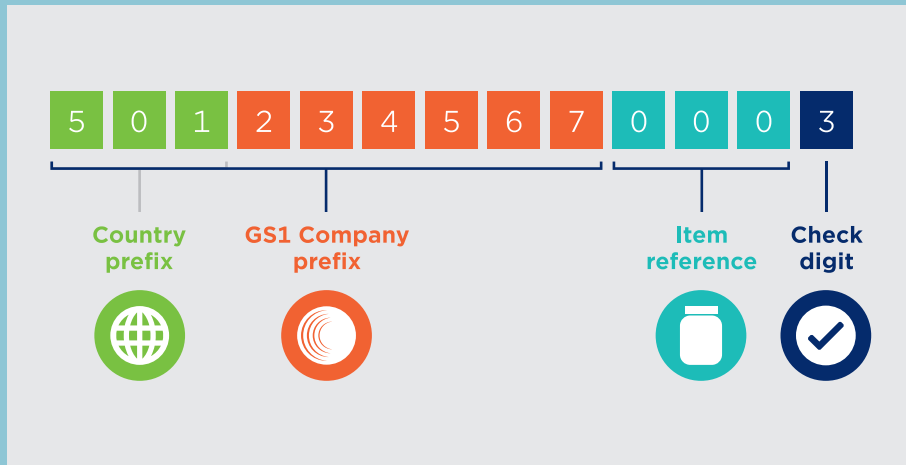 5 0 1 2 3 4 5 6 7 0 0 0 3
Country
prefix
GS1 Company
prefix
Item
reference
Check
digit